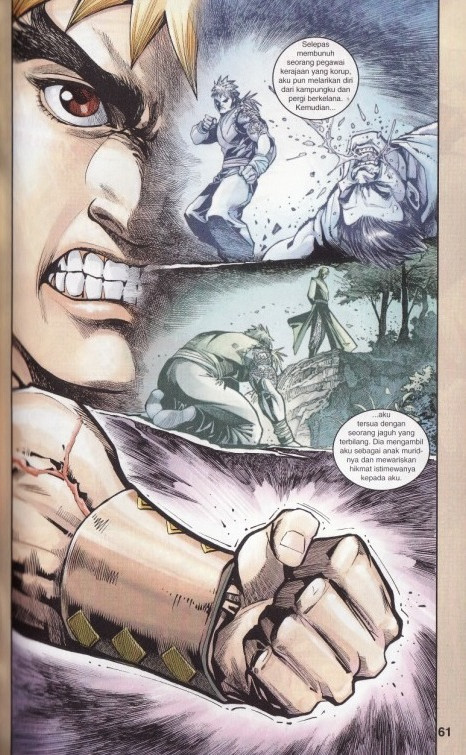 Selepas
membunuh
seorang pegawai
kerajaan yang korup,
aku pun melarikan diri
dari kampungku dan
pergi berkelana.
Kemudian...
...aku
tersua dengan
seorang jaguh yang
terbilang. Dia mengambil
aku sebagai anak murid-
nya dan mewariskan
hikmat istimewanya
kepada aku.
61